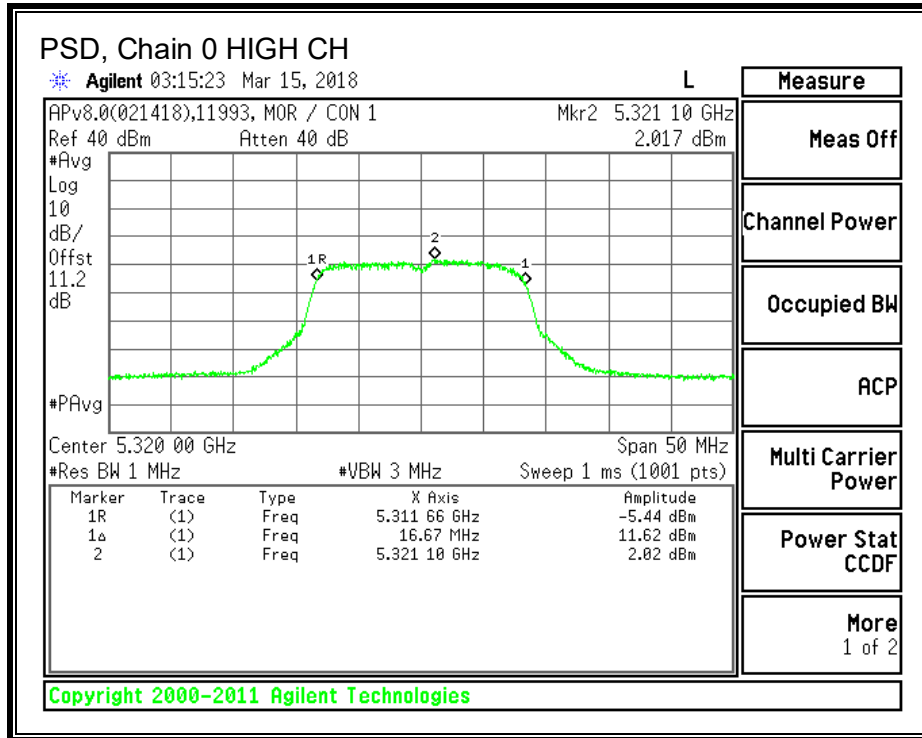 PSD, Chain 0 HIGH CH
Agilent 03:15:23 Mar 15, 2018 L
APv8.0(021418),11993, MOR / CON 1 Mkr2 5.321 10 GHz
Ref 40 dBm Atten 40 dB 2.017 dBm
#Avg
Log
10
dB/
Offst
11.2
dB
#PAvg
1R
2
1
Center 5.320 00 GHz Span 50 MHz
#Res BW 1 MHz #VBW 3 MHz Sweep 1 ms (1001 pts)
Marker Trace Type X Axis Amplitude
1R (1) Freq 5.311 66 GHz -5.44 dBm
1Δ (1) Freq 16.67 MHz 11.62 dBm
2 (1) Freq 5.321 10 GHz 2.02 dBm
Measure
Meas Off
Channel Power
Occupied BW
ACP
Multi Carrier
Power
Power Stat
CCDF
More
1 of 2
Copyright 2000-2011 Agilent Technologies